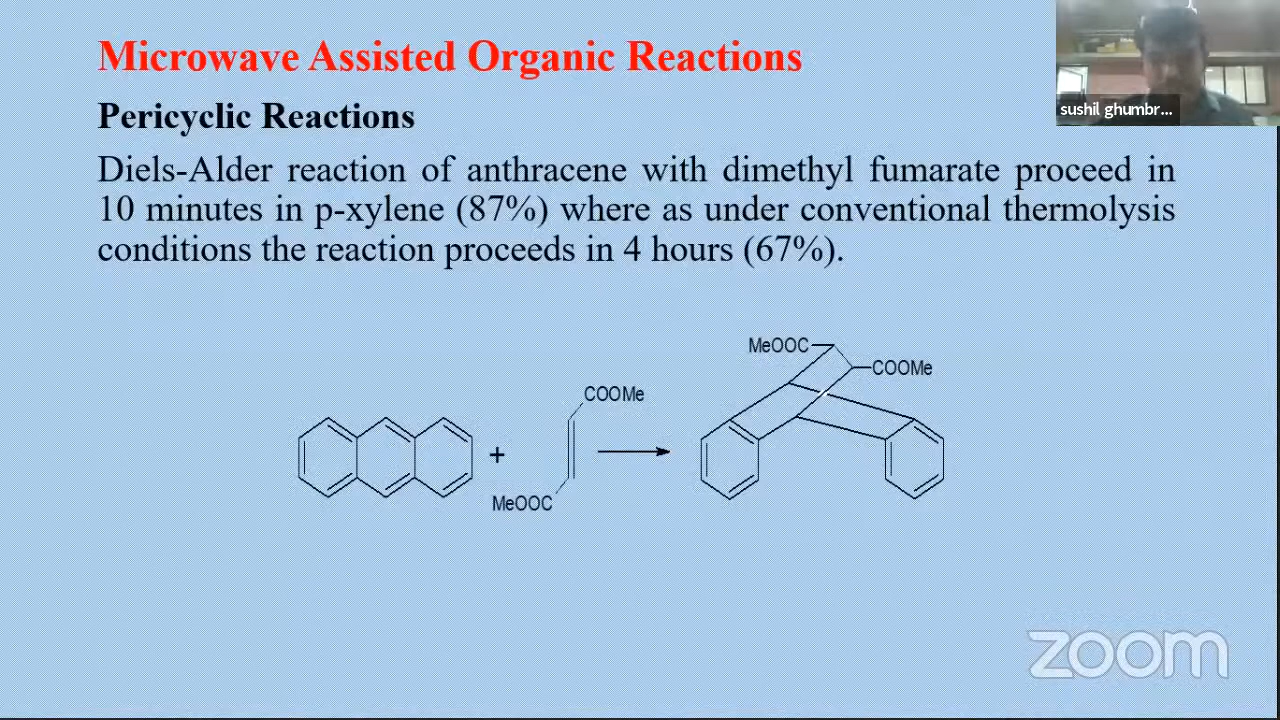 Microwave Assisted Organic Reactions
sushil ghumbr...
Pericyclic Reactions
Diels-Alder reaction of anthracene with dimethyl fumarate proceed in
10 minutes in p-xylene (87%) where as under conventional thermolysis
conditions the reaction proceeds in 4 hours (67%).
MeOOC
COOMe
COOMe
+
MeOOC
zoom